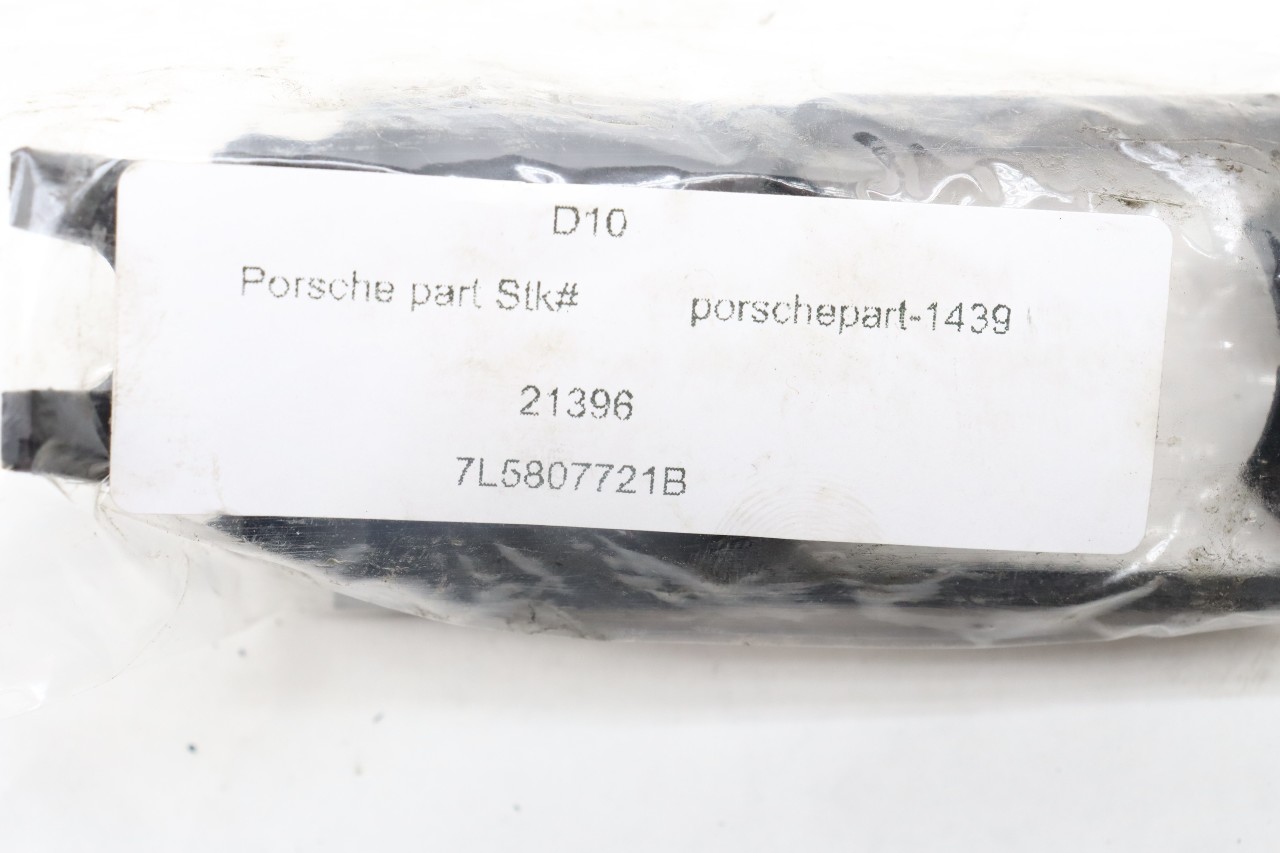 D10
Porsche part Stk# porschepart-1439
21396
7L5807721B